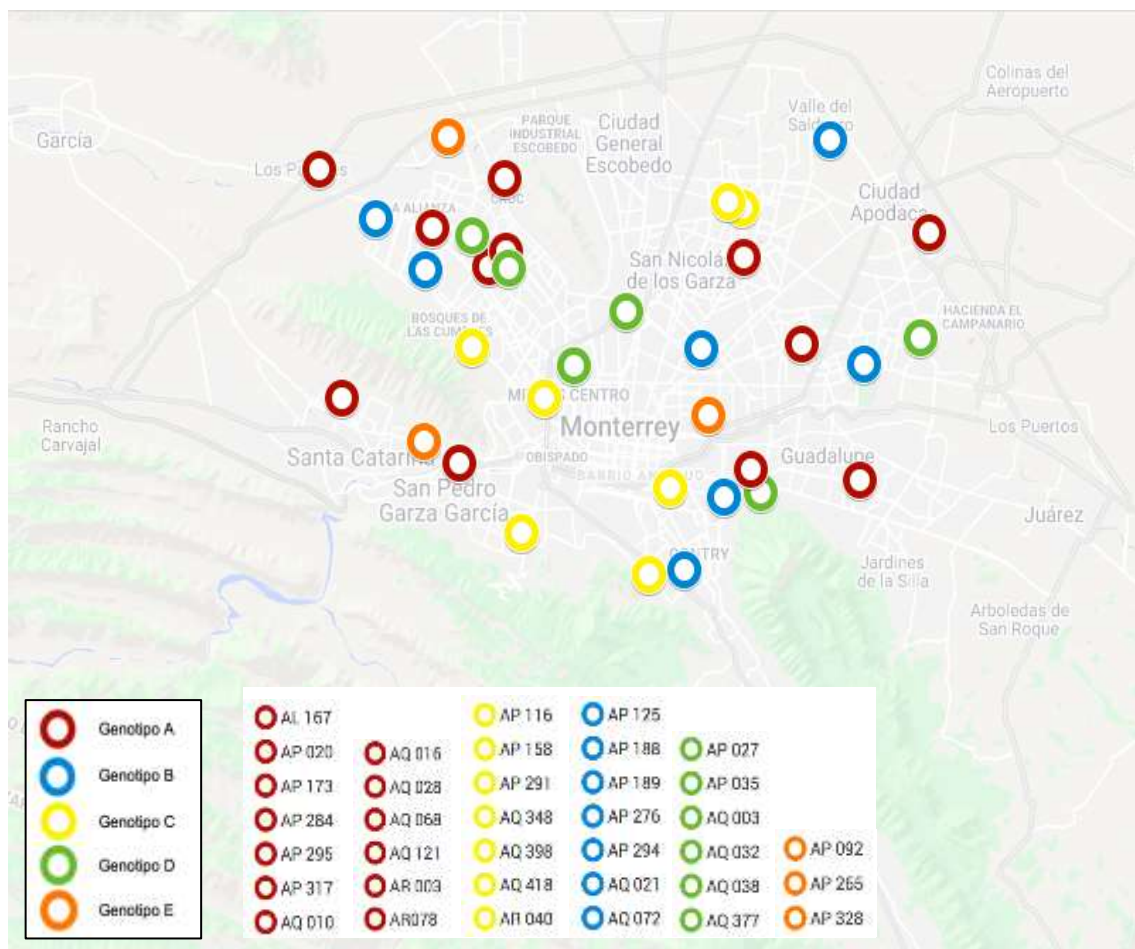 Colinas del
Aeropuerto
Valle del
García
PARQUE
INDUSTRIAL
ESCOBEDO
Ciudad
General
Escobedo
Los
Ciudad
Apodaca
ALIANZA
San Nicolás
de los Garza
HACIENDA EL
CAMPANARIO
BOSQUES DE
LAS
CENTRO
Rancho
Carvajal
Monterrey
Los Puertos
Santa Catarina
OBISPADO
Guadalupe
BARRIO
San Pedro
Garza García
Juárez
Jardines
de la Silla
Arboledas de
San Roque
Genotipo A
Genotipo B
Genotipo C
Genotipo D
Genotipo E
AL 167
AP 020
AP 173
AP 284
AP 295
AP 317
AQ 010
AQ 016
AQ 028
AQ 068
AQ 121
AR 003
AR078
AP 116
AP 158
AP 291
AQ 348
AQ 398
AQ 418
AR 040
AP 125
AP 188
AP 189
AP 276
AP 294
AQ 021
AQ 072
AP 027
AP 035
AQ 003
AQ 032
AQ 038
AQ 377
AP 092
AP 265
AP 328